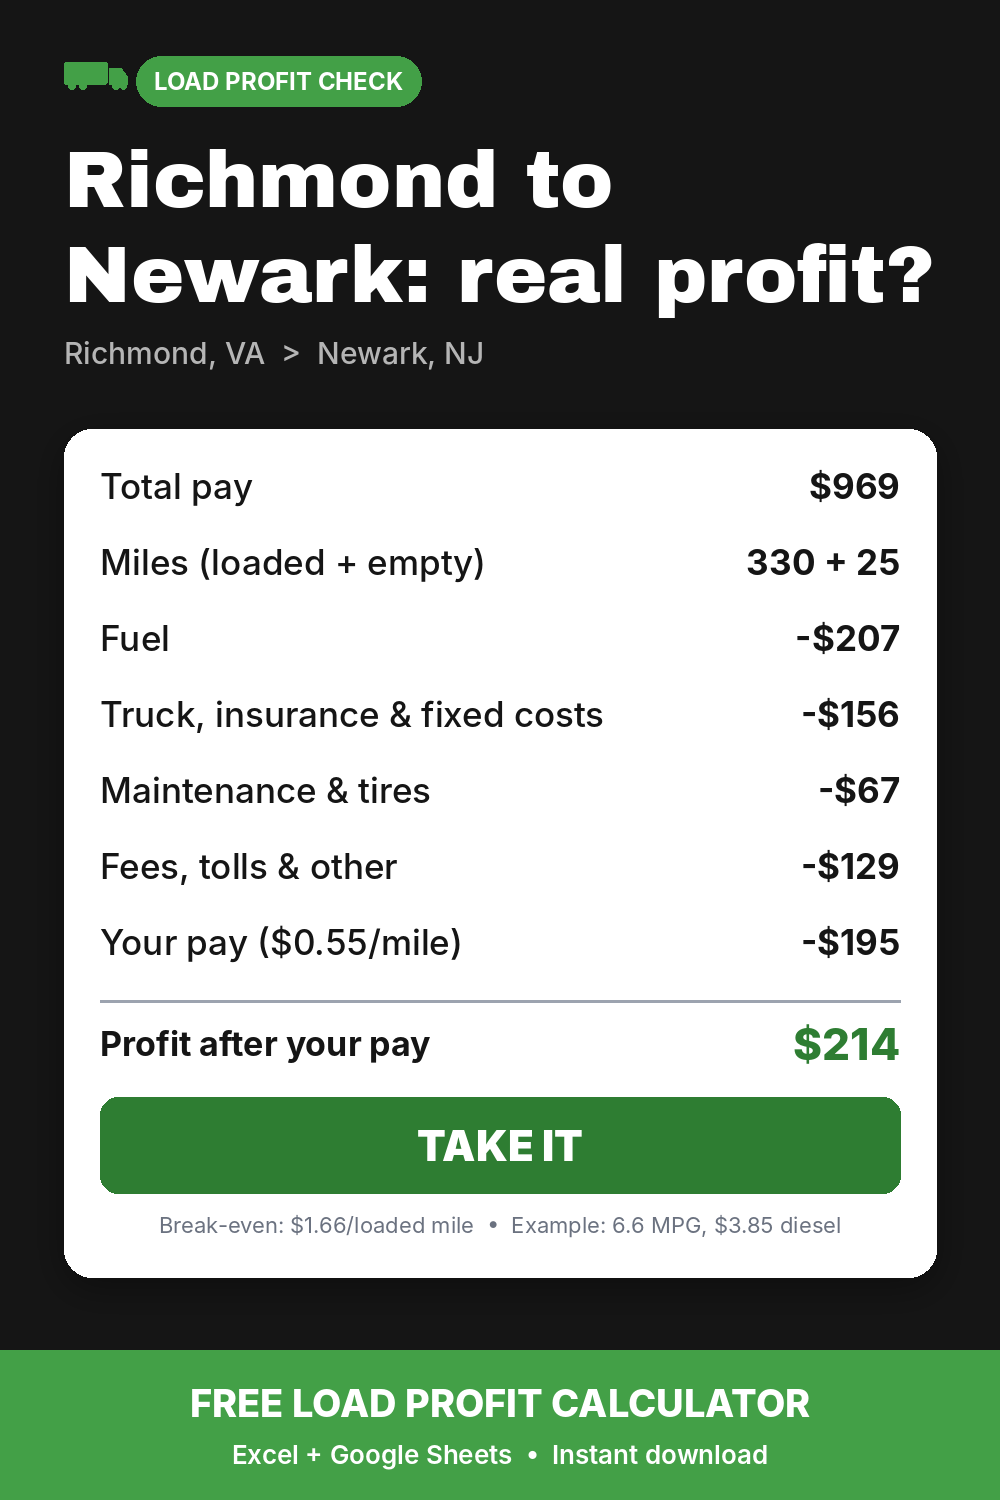 LOAD PROFIT CHECK
Richmond to
Newark: real profit?
Richmond, VA > Newark, NJ
Total pay $969
Miles (loaded + empty) 330 + 25
Fuel -$207
Truck, insurance & fixed costs -$156
Maintenance & tires -$67
Fees, tolls & other -$129
Your pay ($0.55/mile) -$195
Profit after your pay $214
TAKE IT
Break-even: $1.66/loaded mile • Example: 6.6 MPG, $3.85 diesel
FREE LOAD PROFIT CALCULATOR
Excel + Google Sheets • Instant download